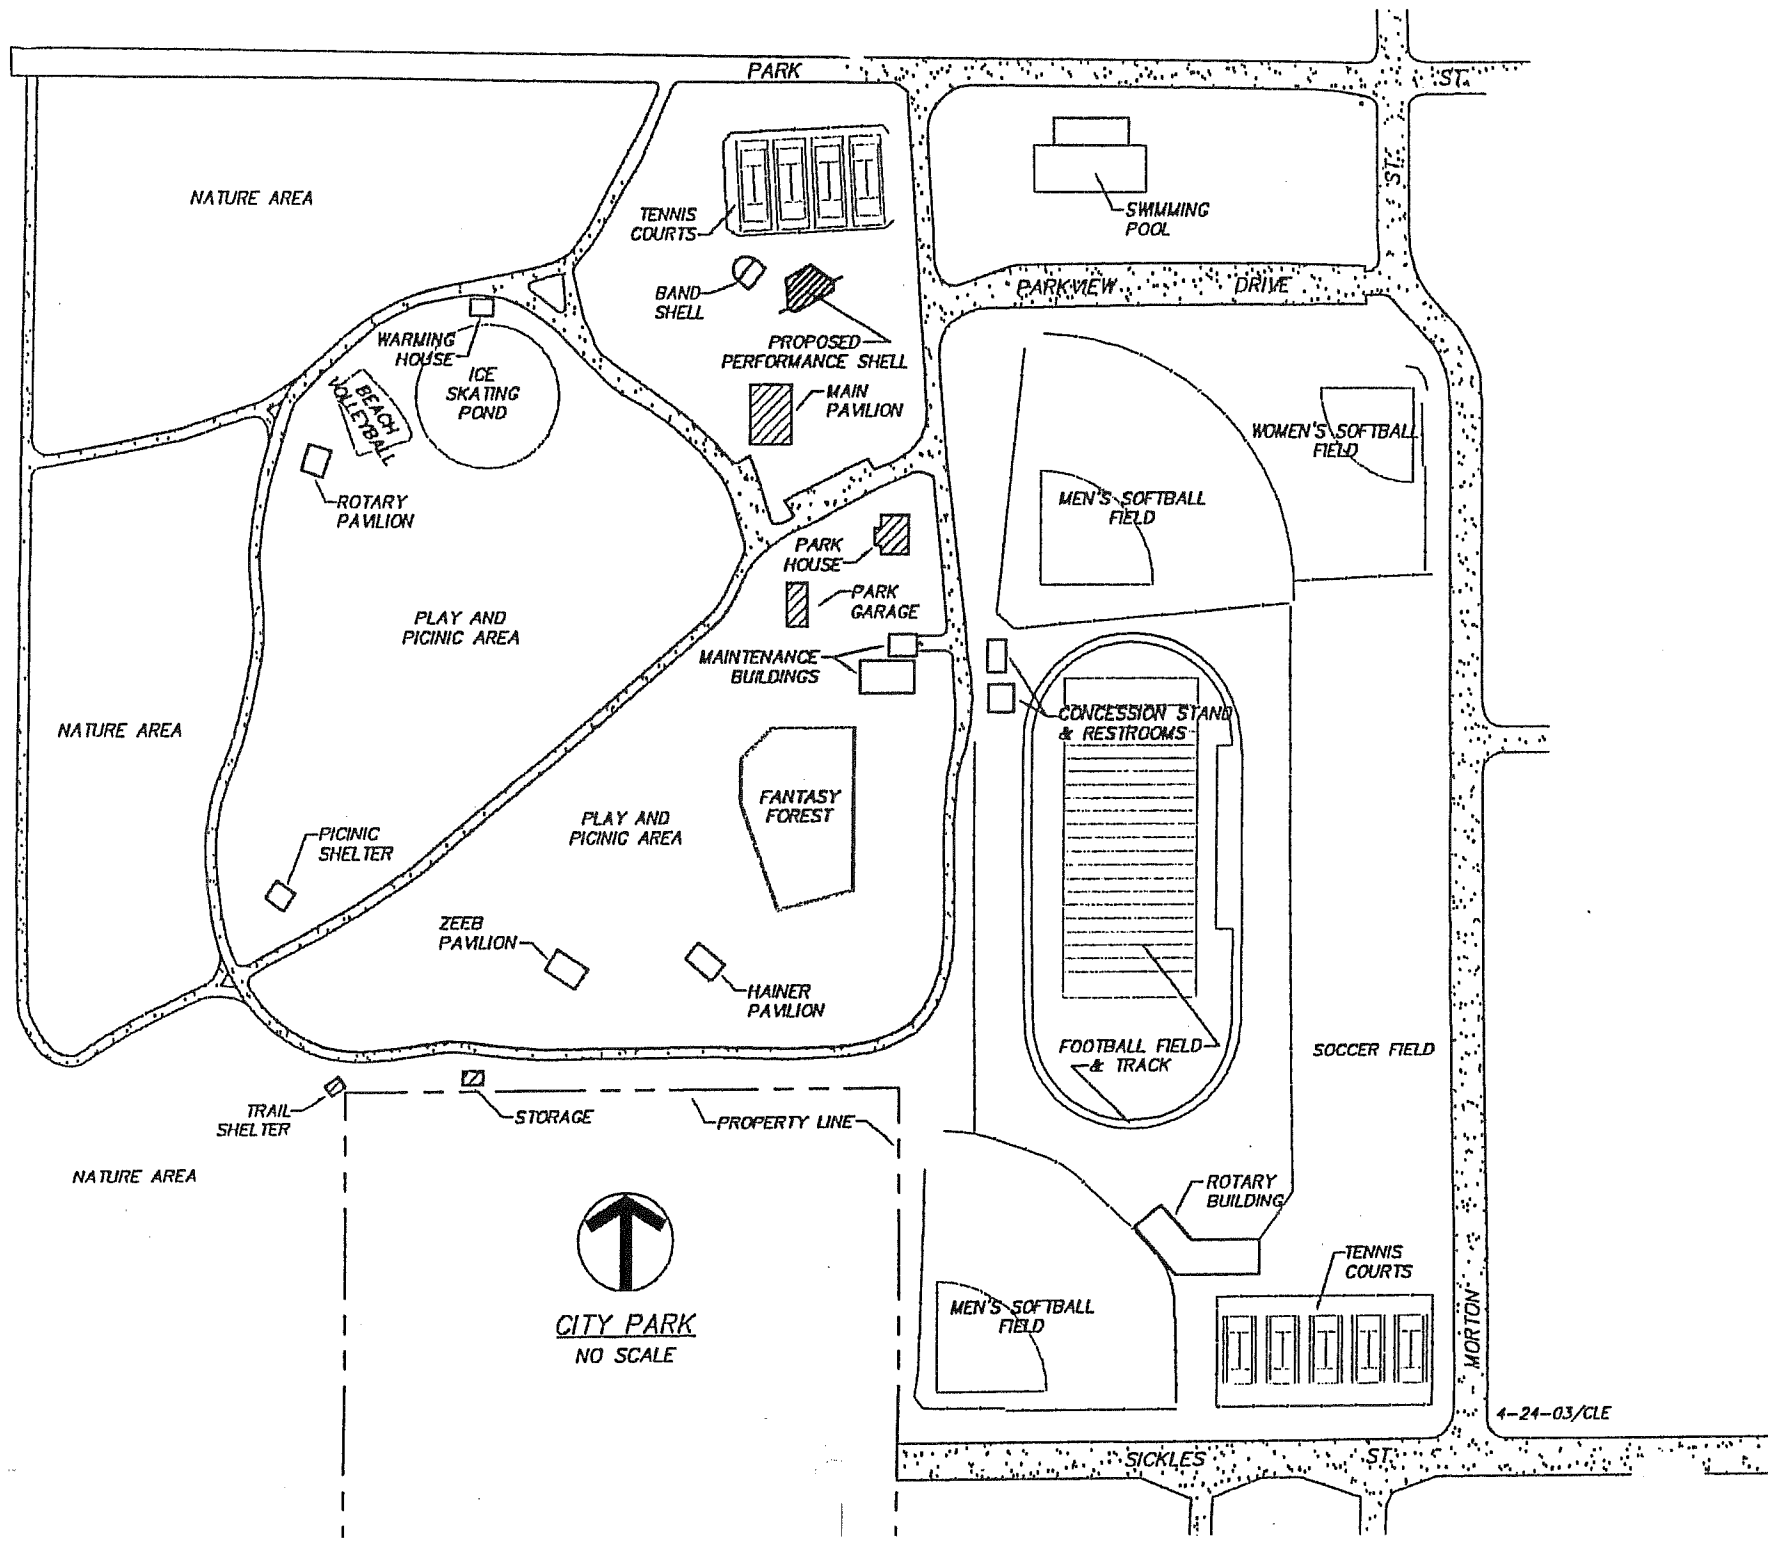 PARK
ST.
NATURE AREA
TENNIS
COURTS
SWIMMING
POOL
ST.
BAND
SHELL
PARKVIEW DRIVE
WARMING
HOUSE
PROPOSED
PERFORMANCE SHELL
ICE
SKATING
POND
BEACH
VOLLEYBALL
MAIN
PAVILION
WOMEN'S SOFTBALL
FIELD
ROTARY
PAVILION
MEN'S SOFTBALL
FIELD
PARK
HOUSE
PARK
GARAGE
PLAY AND
PICINIC AREA
MAINTENANCE
BUILDINGS
NATURE AREA
CONCESSION STAND
& RESTROOMS
FANTASY
FOREST
PLAY AND
PICINIC AREA
PICINIC
SHELTER
ZEEB
PAVILION
HAINER
PAVILION
FOOTBALL FIELD
& TRACK
SOCCER FIELD
TRAIL
SHELTER
STORAGE
PROPERTY LINE
NATURE AREA
ROTARY
BUILDING
TENNIS
COURTS
MEN'S SOFTBALL
FIELD
CITY PARK
NO SCALE
MORTON
4-24-03/CLE
SICKLES ST.